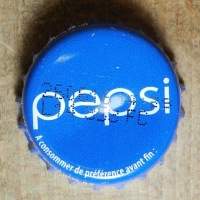 pepsi
A consommer de préférence avant fin :